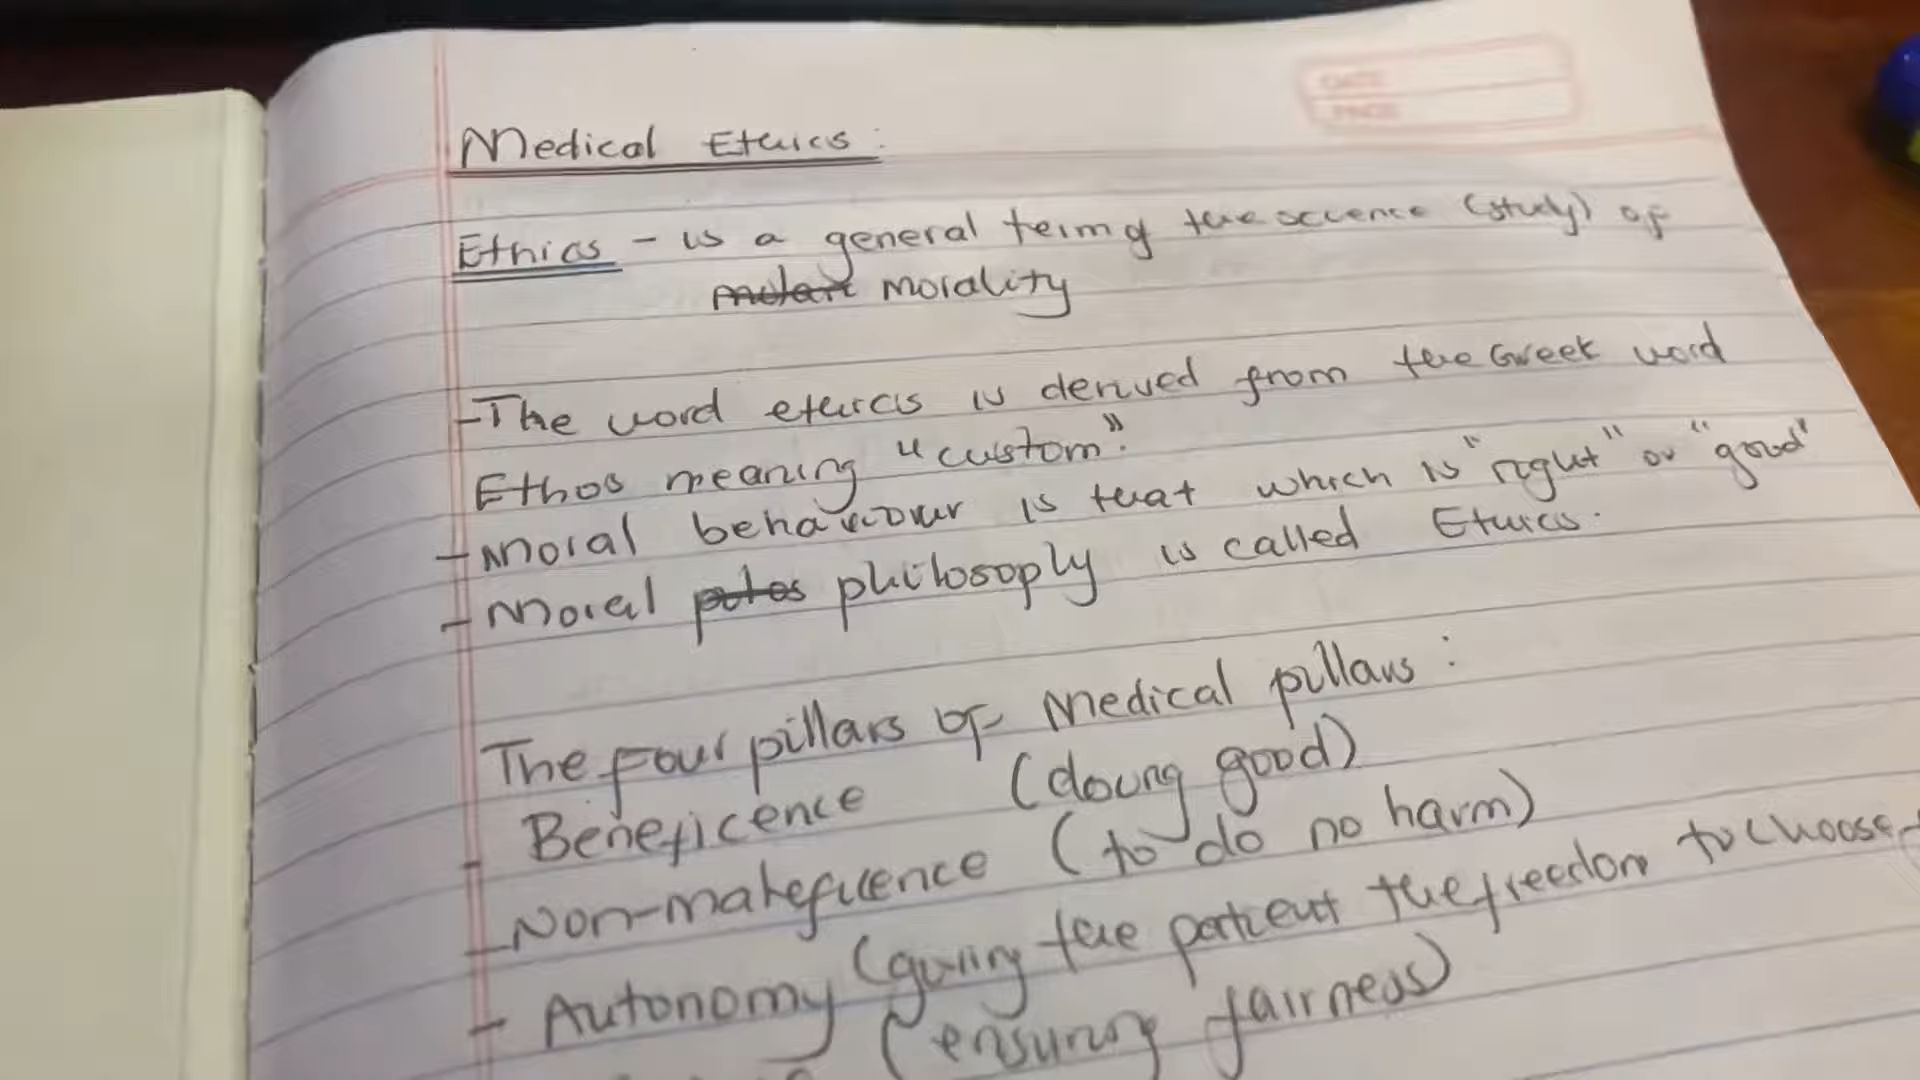 DATE
PAGE
Medical Ethics :
Ethics - is a general term of the science (study) of
morality
- The word ethics is derived from the Greek word
Ethos meaning "custom".
- Moral behaviour is that which is "right" or "good"
- Moral philosophy is called Ethics.
The four pillars of Medical pillars :
- Beneficence (doing good)
- Non-maleficence (to do no harm)
- Autonomy (giving the patient the freedom to choose
(ensuring fairness)